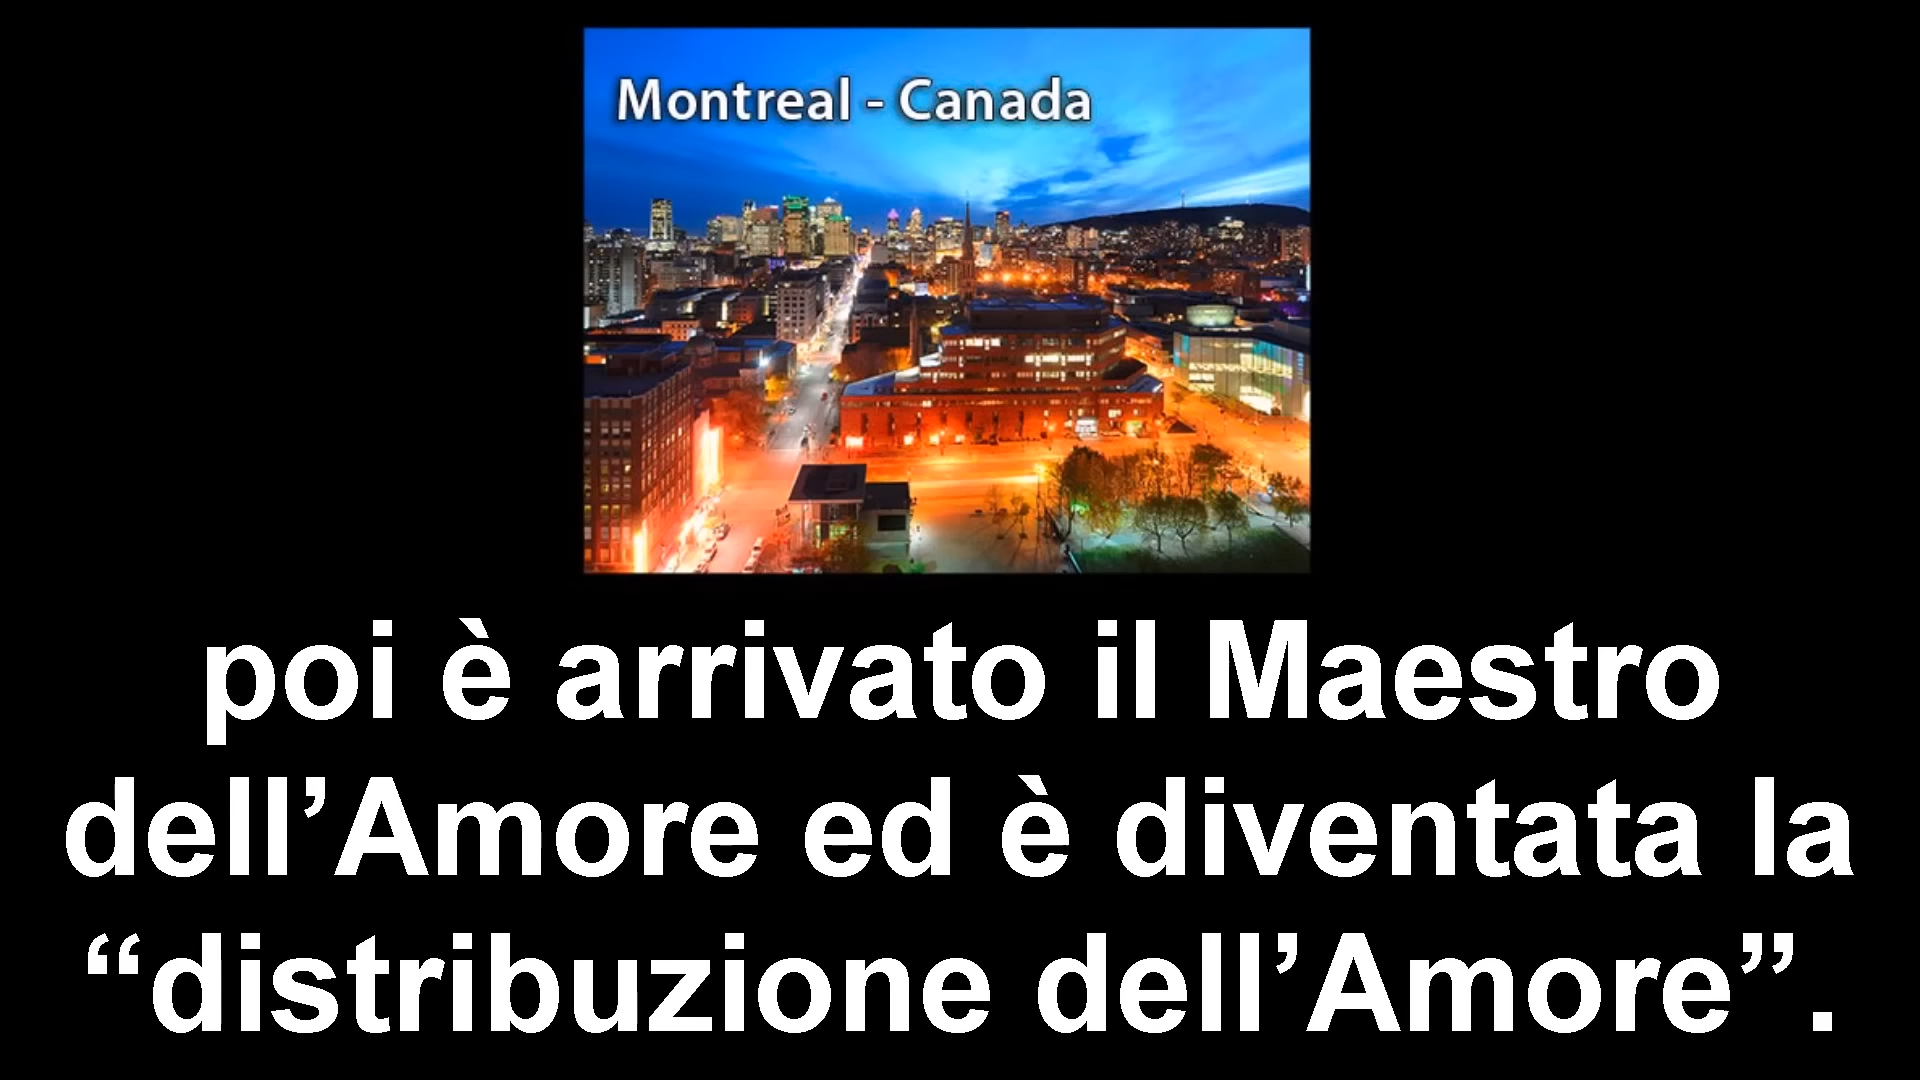 Montreal - Canada
poi è arrivato il Maestro
dell’Amore ed è diventata la
“distribuzione dell’Amore”.